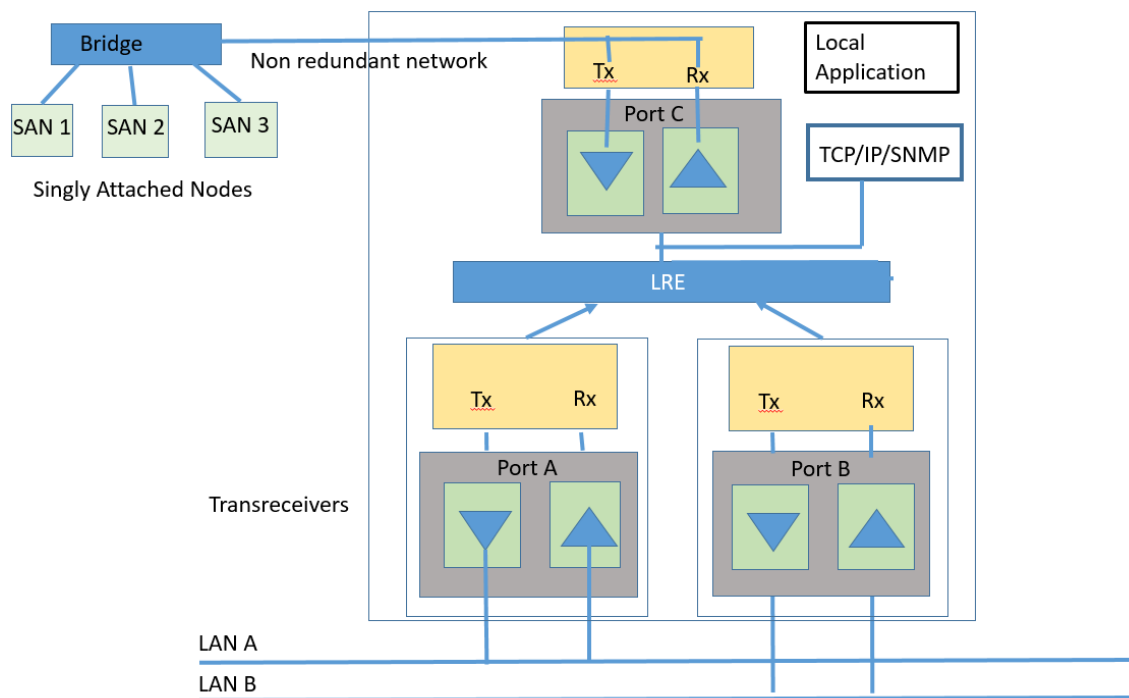 Bridge
Non redundant network
SAN 1
SAN 2
SAN 3
Singly Attached Nodes
Tx
Rx
Port C
Local
Application
TCP/IP/SNMP
LRE
Tx
Rx
Port A
Tx
Rx
Port B
Transreceivers
LAN A
LAN B